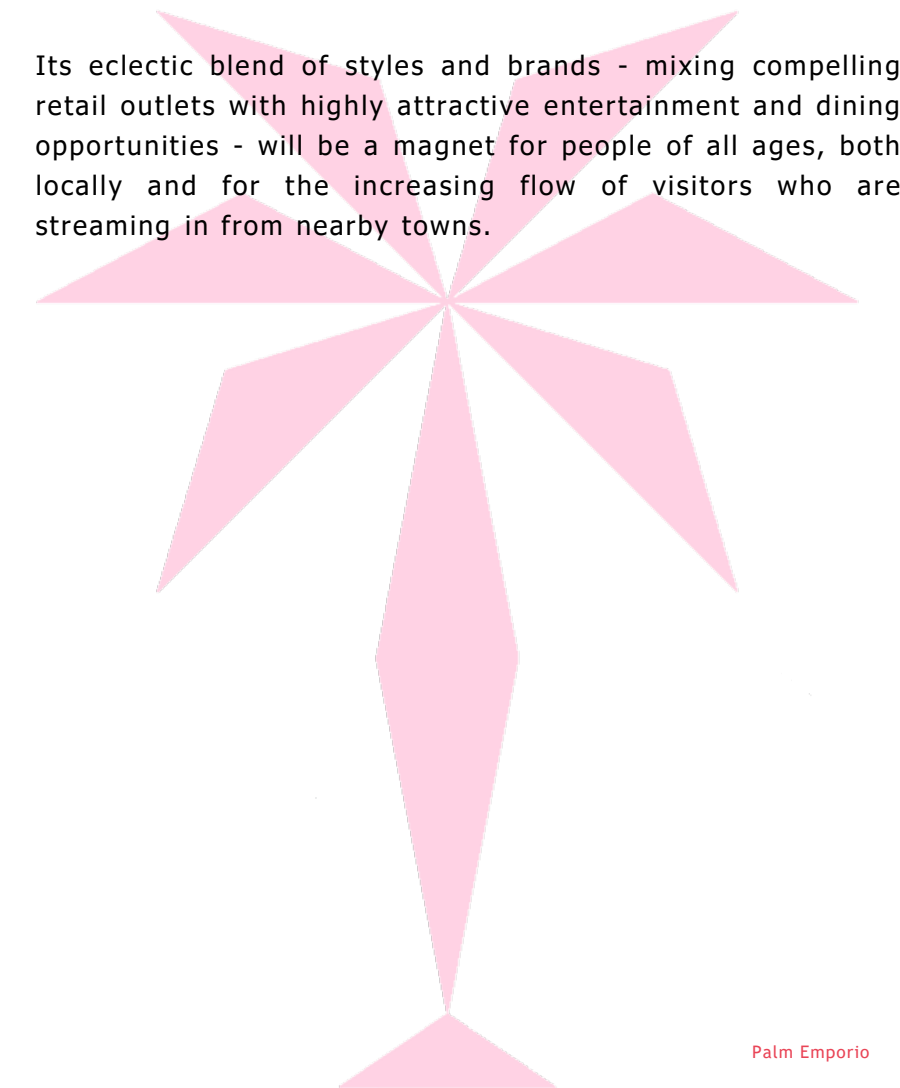 Its eclectic blend of styles and brands - mixing compelling
retail outlets with highly attractive entertainment and dining
opportunities - will be a magnet for people of all ages, both
locally and for the increasing flow of visitors who are
streaming in from nearby towns.
Palm Emporio